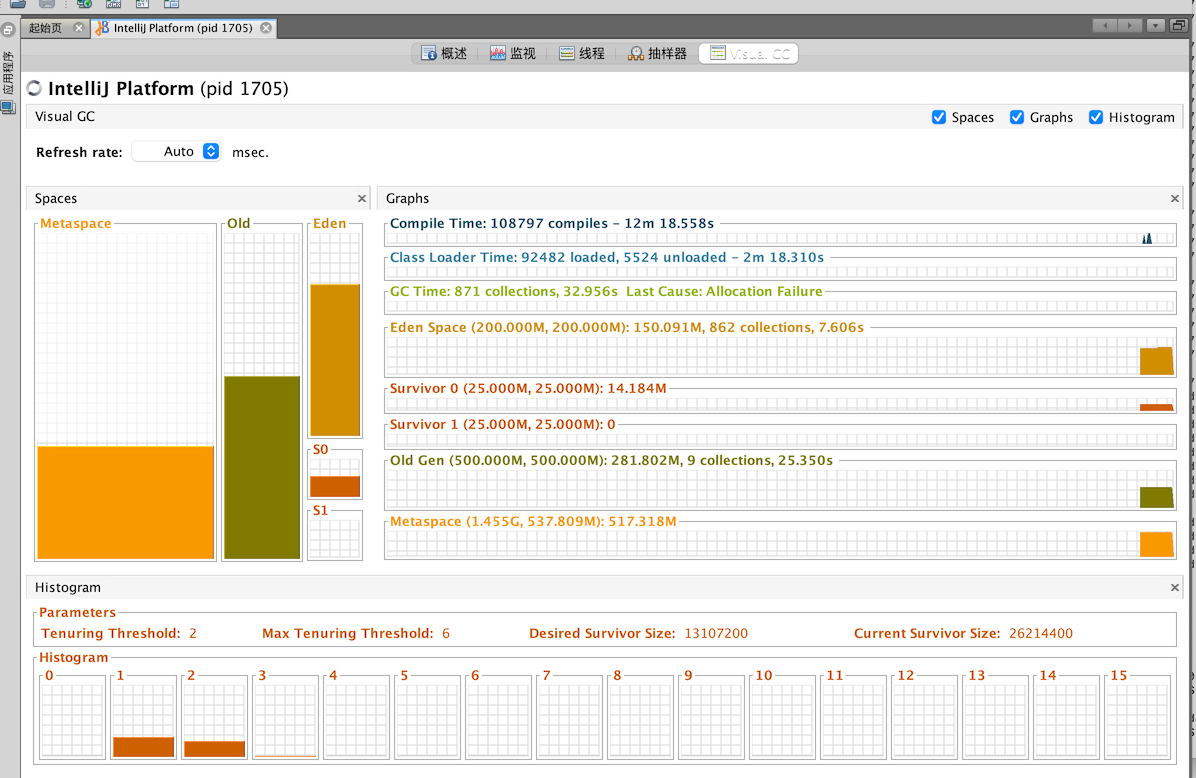 起始页
IntelliJ Platform (pid 1705)
应用程序
概述 监视 线程 抽样器 Visual GC
IntelliJ Platform (pid 1705)
Visual GC
Spaces Graphs Histogram
Refresh rate: Auto msec.
Spaces
Metaspace
Old
Eden
S0
S1
Graphs
Compile Time: 108797 compiles - 12m 18.558s
Class Loader Time: 92482 loaded, 5524 unloaded - 2m 18.310s
GC Time: 871 collections, 32.956s Last Cause: Allocation Failure
Eden Space (200.000M, 200.000M): 150.091M, 862 collections, 7.606s
Survivor 0 (25.000M, 25.000M): 14.184M
Survivor 1 (25.000M, 25.000M): 0
Old Gen (500.000M, 500.000M): 281.802M, 9 collections, 25.350s
Metaspace (1.455G, 537.809M): 517.318M
Histogram
Parameters
Tenuring Threshold: 2 Max Tenuring Threshold: 6 Desired Survivor Size: 13107200 Current Survivor Size: 26214400
Histogram
0 1 2 3 4 5 6 7 8 9 10 11 12 13 14 15